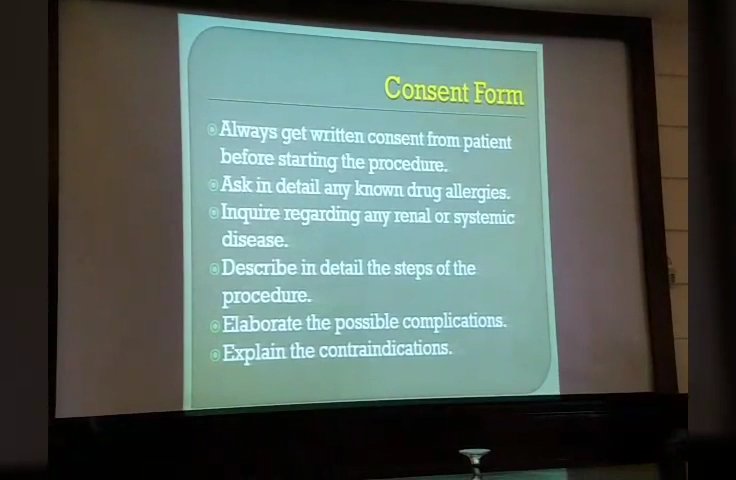 Consent Form
Always get written consent from patient
before starting the procedure.
Ask in detail any known drug allergies.
Inquire regarding any renal or systemic
disease.
Describe in detail the steps of the
procedure.
Elaborate the possible complications.
Explain the contraindications.